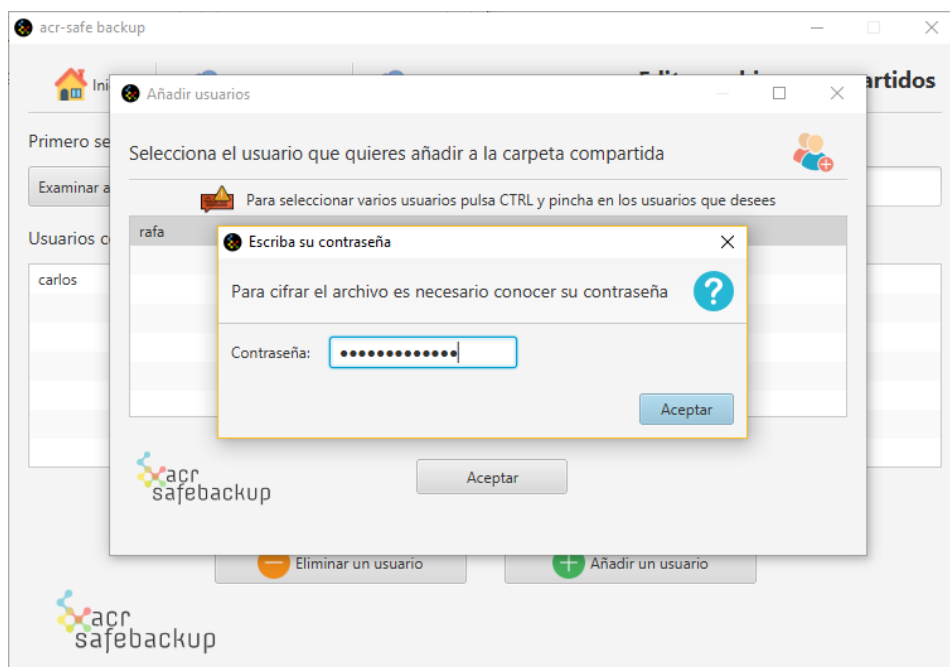 acr-safe backup
Ini
artidos
Añadir usuarios
Primero se
Selecciona el usuario que quieres añadir a la carpeta compartida
Examinar a
Para seleccionar varios usuarios pulsa CTRL y pincha en los usuarios que desees
Usuarios c
rafa
Escriba su contraseña
carlos
Para cifrar el archivo es necesario conocer su contraseña
Contraseña:
Aceptar
acr
safebackup
Aceptar
Eliminar un usuario
Añadir un usuario
acr
safebackup